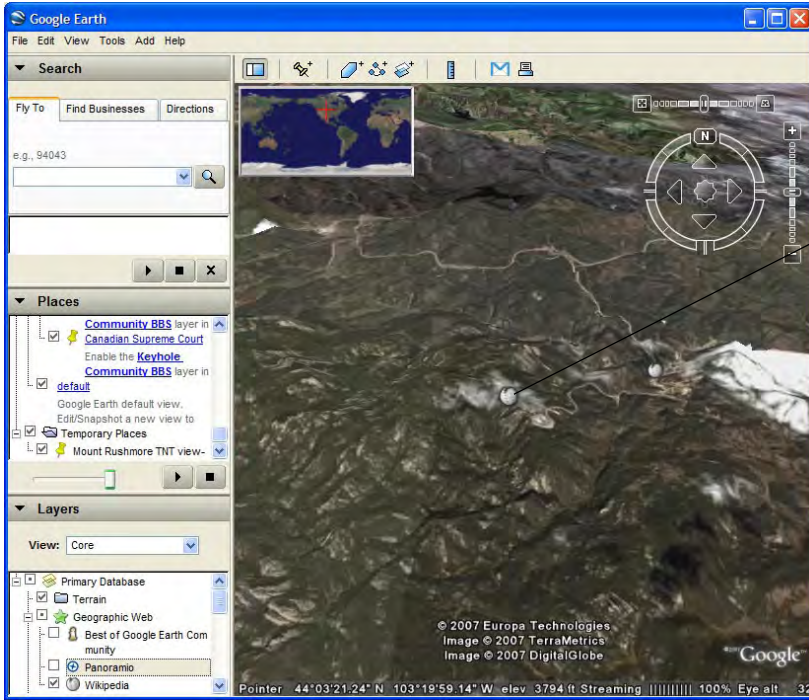 Google Earth
File Edit View Tools Add Help
Search
Fly To Find Businesses Directions
e.g., 94043
N
Places
Community BBS layer in
Canadian Supreme Court
Enable the Keyhole
Community BBS layer in
default
Google Earth default view.
Edit/Snapshot a new view to
Temporary Places
Mount Rushmore TNT view-
Layers
View: Core
Primary Database
Terrain
Geographic Web
Best of Google Earth Com
munity
Panoramio
Wikipedia
© 2007 Europa Technologies
Image © 2007 TerraMetrics
Image © 2007 DigitalGlobe
Google
Pointer 44°03'21.24" N 103°19'59.14" W elev 3794 ft Streaming |||||||||| 100% Eye alt